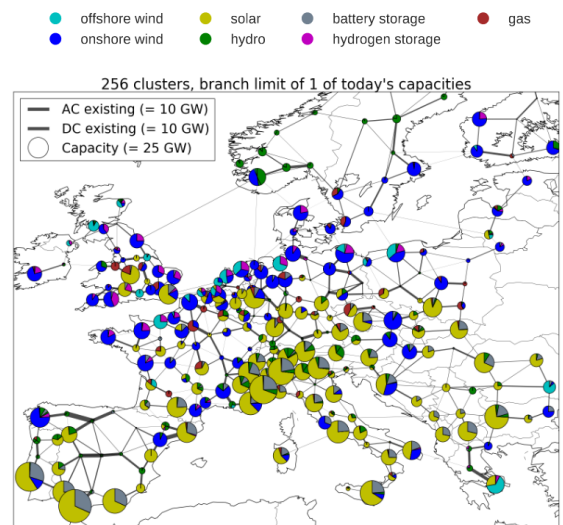 offshore wind solar battery storage gas
onshore wind hydro hydrogen storage
256 clusters, branch limit of 1 of today's capacities
AC existing (= 10 GW)
DC existing (= 10 GW)
Capacity (= 25 GW)